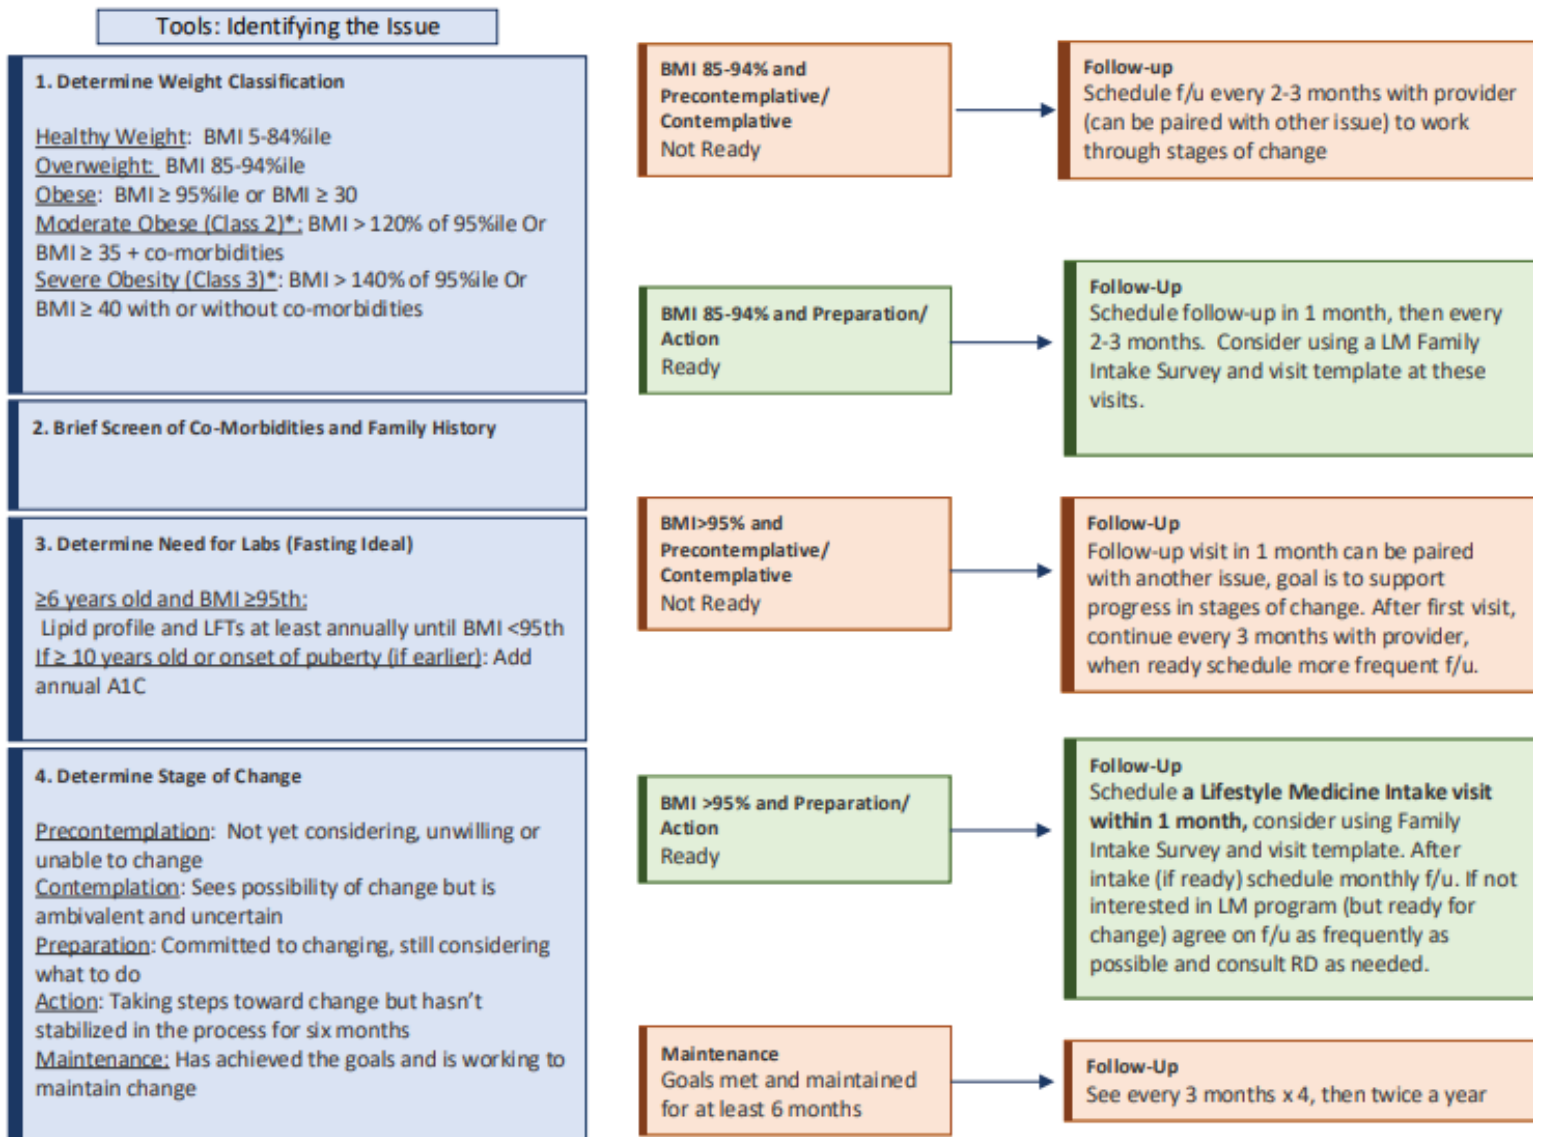 Tools: Identifying the Issue
1. Determine Weight Classification
Healthy Weight:  BMI 5-84%ile
Overweight:  BMI 85-94%ile
Obese:  BMI ≥ 95%ile or BMI ≥ 30
Moderate Obese (Class 2)*: BMI > 120% of 95%ile Or
BMI ≥ 35 + co-morbidities
Severe Obesity (Class 3)*: BMI > 140% of 95%ile Or
BMI ≥ 40 with or without co-morbidities
2. Brief Screen of Co-Morbidities and Family History
3. Determine Need for Labs (Fasting Ideal)
≥6 years old and BMI ≥95th:
Lipid profile and LFTs at least annually until BMI <95th
If ≥ 10 years old or onset of puberty (if earlier): Add
annual A1C
4. Determine Stage of Change
Precontemplation:  Not yet considering, unwilling or
unable to change
Contemplation: Sees possibility of change but is
ambivalent and uncertain
Preparation: Committed to changing, still considering
what to do
Action: Taking steps toward change but hasn't
stabilized in the process for six months
Maintenance: Has achieved the goals and is working to
maintain change
BMI 85-94% and
Precontemplative/
Contemplative
Not Ready
Follow-up
Schedule f/u every 2-3 months with provider
(can be paired with other issue) to work
through stages of change
BMI 85-94% and Preparation/
Action
Ready
Follow-Up
Schedule follow-up in 1 month, then every
2-3 months.  Consider using a LM Family
Intake Survey and visit template at these
visits.
BMI>95% and
Precontemplative/
Contemplative
Not Ready
Follow-Up
Follow-up visit in 1 month can be paired
with another issue, goal is to support
progress in stages of change. After first visit,
continue every 3 months with provider,
when ready schedule more frequent f/u.
BMI >95% and Preparation/
Action
Ready
Follow-Up
Schedule a Lifestyle Medicine Intake visit
within 1 month, consider using Family
Intake Survey and visit template. After
intake (if ready) schedule monthly f/u. If not
interested in LM program (but ready for
change) agree on f/u as frequently as
possible and consult RD as needed.
Maintenance
Goals met and maintained
for at least 6 months
Follow-Up
See every 3 months x 4, then twice a year